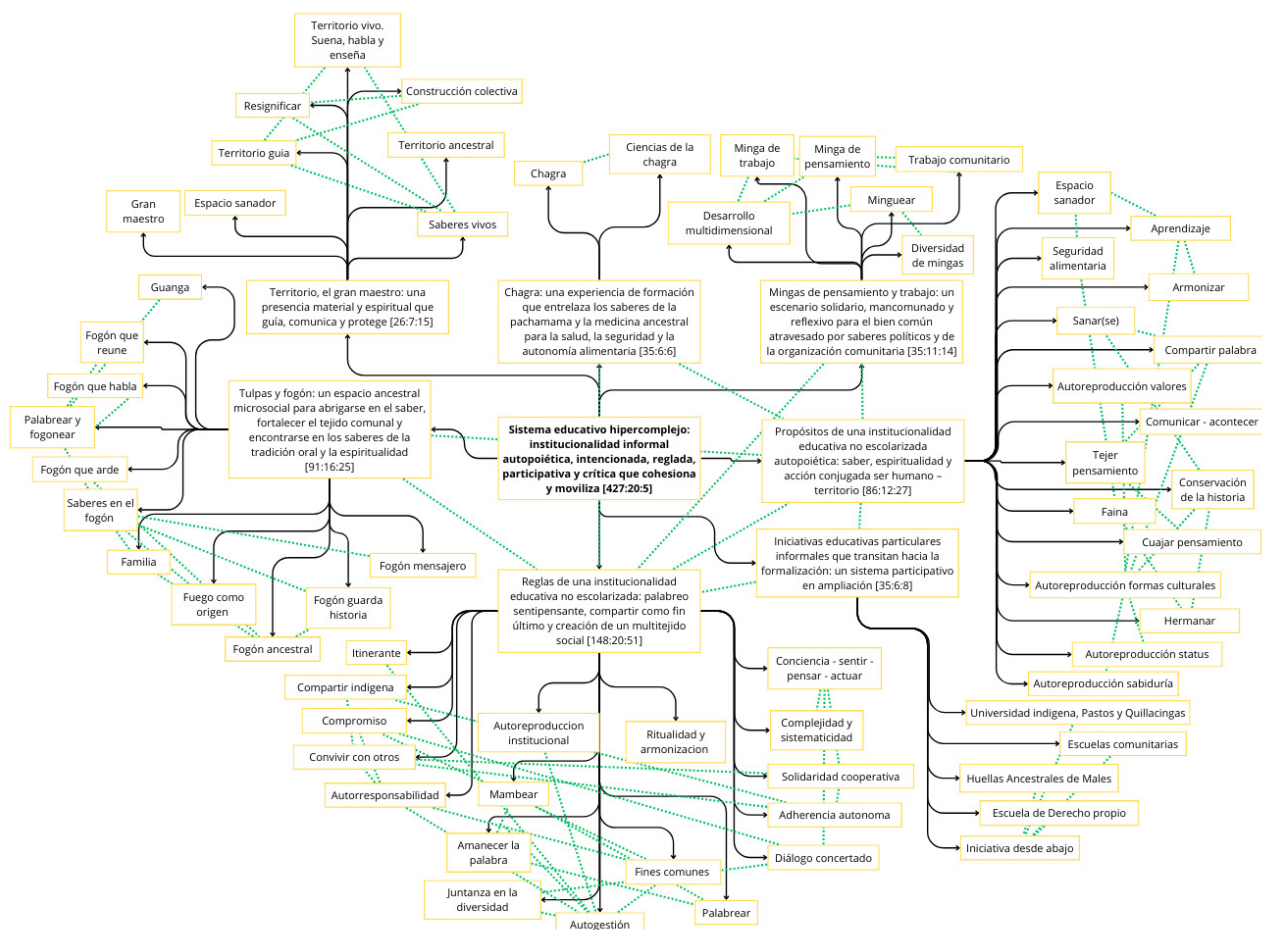 Territorio vivo.
Suena, habla y
enseña
Construcción colectiva
Resignificar
Territorio guia
Territorio ancestral
Gran
maestro
Espacio sanador
Saberes vivos
Chagra
Ciencias de la
chagra
Minga de
trabajo
Minga de
pensamiento
Trabajo comunitario
Desarrollo
multidimensional
Minguear
Diversidad
de mingas
Espacio
sanador
Aprendizaje
Seguridad
alimentaria
Armonizar
Sanar(se)
Compartir palabra
Autoreproducción valores
Comunicar - acontecer
Tejer
pensamiento
Conservación
de la historia
Faina
Cuajar pensamiento
Autoreproducción formas culturales
Hermanar
Autoreproducción status
Autoreproducción sabiduría
Guanga
Fogón que
reune
Fogón que habla
Palabrear y
fogonear
Fogón que arde
Saberes en el
fogón
Familia
Fuego como
origen
Fogón ancestral
Fogón guarda
historia
Fogón mensajero
Territorio, el gran maestro: una
presencia material y espiritual que
guía, comunica y protege [26:7:15]
Chagra: una experiencia de formación
que entrelaza los saberes de la
pachamama y la medicina ancestral
para la salud, la seguridad y la
autonomía alimentaria [35:6:6]
Mingas de pensamiento y trabajo: un
escenario solidario, mancomunado y
reflexivo para el bien común
atravesado por saberes políticos y de
la organización comunitaria [35:11:14]
Tulpas y fogón: un espacio ancestral
microsocial para abrigarse en el saber,
fortalecer el tejido comunal y
encontrarse en los saberes de la
tradición oral y la espiritualidad
[91:16:25]
Sistema educativo hipercomplejo:
institucionalidad informal
autopoiética, intencionada, reglada,
participativa y crítica que cohesiona
y moviliza [427:20:5]
Propósitos de una institucionalidad
educativa no escolarizada
autopoiética: saber, espiritualidad y
acción conjugada ser humano –
territorio [86:12:27]
Iniciativas educativas particulares
informales que transitan hacia la
formalización: un sistema participativo
en ampliación [35:6:8]
Reglas de una institucionalidad
educativa no escolarizada: palabreo
sentipensante, compartir como fin
último y creación de un multitejido
social [148:20:51]
Universidad indigena, Pastos y Quillacingas
Escuelas comunitarias
Huellas Ancestrales de Males
Escuela de Derecho propio
Iniciativa desde abajo
Itinerante
Compartir indigena
Compromiso
Convivir con otros
Autorresponsabilidad
Autoreproduccion
institucional
Ritualidad y
armonizacion
Mambear
Amanecer la
palabra
Juntanza en la
diversidad
Autogestión
Fines comunes
Palabrear
Conciencia - sentir -
pensar - actuar
Complejidad y
sistematicidad
Solidaridad cooperativa
Adherencia autonoma
Diálogo concertado